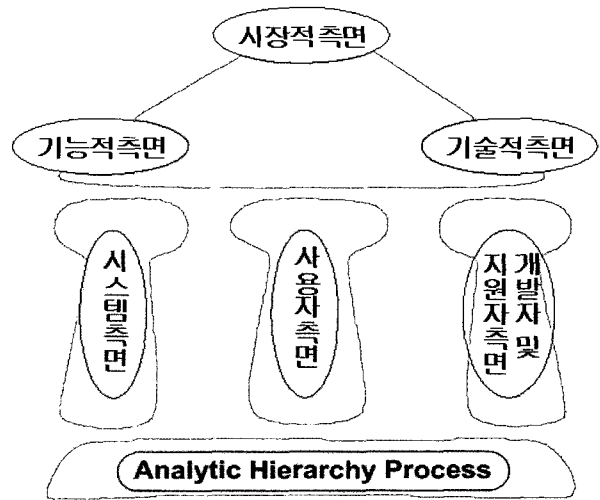 시장적측면
기능적측면
기술적측면
시스템측면
사용자측면
개발자 및
지원자측면
Analytic Hierarchy Process